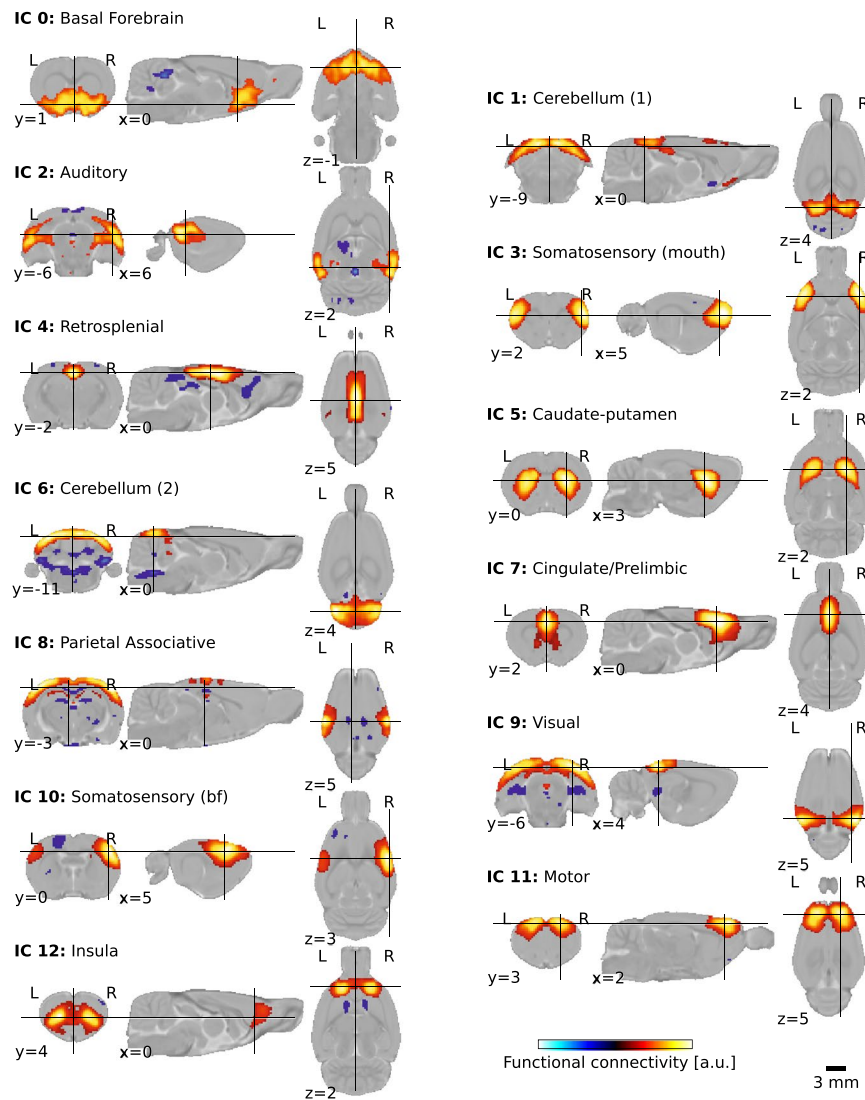 IC 0: Basal Forebrain
L R
L R
y=1
x=0
z=-1
IC 1: Cerebellum (1)
L R
L R
y=-9
x=0
z=4
IC 2: Auditory
L R
L R
y=-6
x=6
z=2
IC 3: Somatosensory (mouth)
L R
L R
y=2
x=5
z=2
IC 4: Retrosplenial
L R
L R
y=-2
x=0
z=5
IC 5: Caudate-putamen
L R
L R
y=0
x=3
z=2
IC 6: Cerebellum (2)
L R
L R
y=-11
x=0
z=4
IC 7: Cingulate/Prelimbic
L R
L R
y=2
x=0
z=4
IC 8: Parietal Associative
L R
L R
y=-3
x=0
z=5
IC 9: Visual
L R
L R
y=-6
x=4
z=5
IC 10: Somatosensory (bf)
L R
L R
y=0
x=5
z=3
IC 11: Motor
L R
L R
y=3
x=2
z=5
IC 12: Insula
L R
L R
y=4
x=0
z=2
Functional connectivity [a.u.]
3 mm